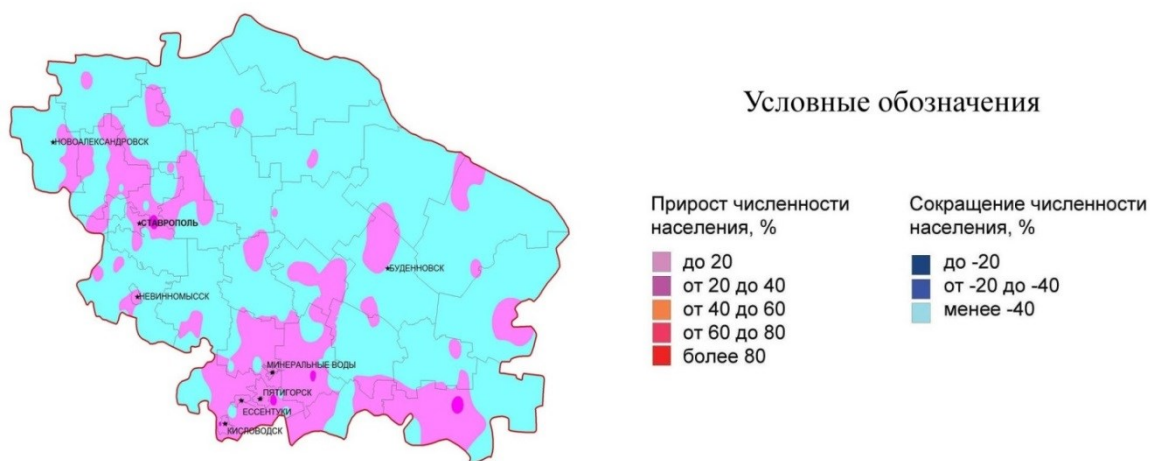 Условные обозначения
НОВОАЛЕКСАНДРОВСК
СТАВРОПОЛЬ
БУДЕННОВСК
НЕВИННОМЫССК
МИНЕРАЛЬНЫЕ ВОДЫ
ПЯТИГОРСК
ЕССЕНТУКИ
КИСЛОВОДСК
Прирост численности
населения, %
до 20
от 20 до 40
от 40 до 60
от 60 до 80
более 80
Сокращение численности
населения, %
до -20
от -20 до -40
менее -40